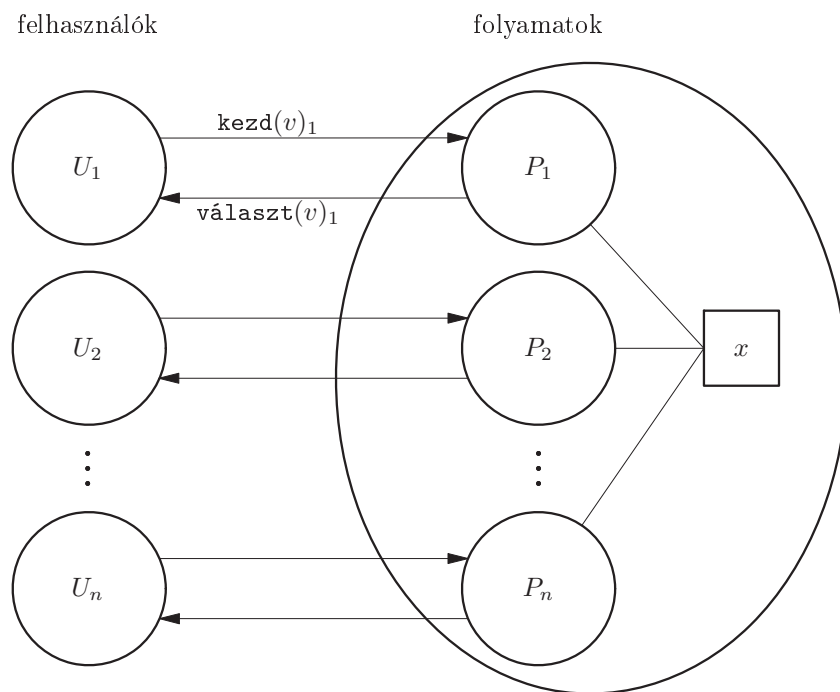 felhasználók folyamatok
kezd(v)₁
U₁ P₁
választ(v)₁
U₂ P₂ x
Uₙ Pₙ